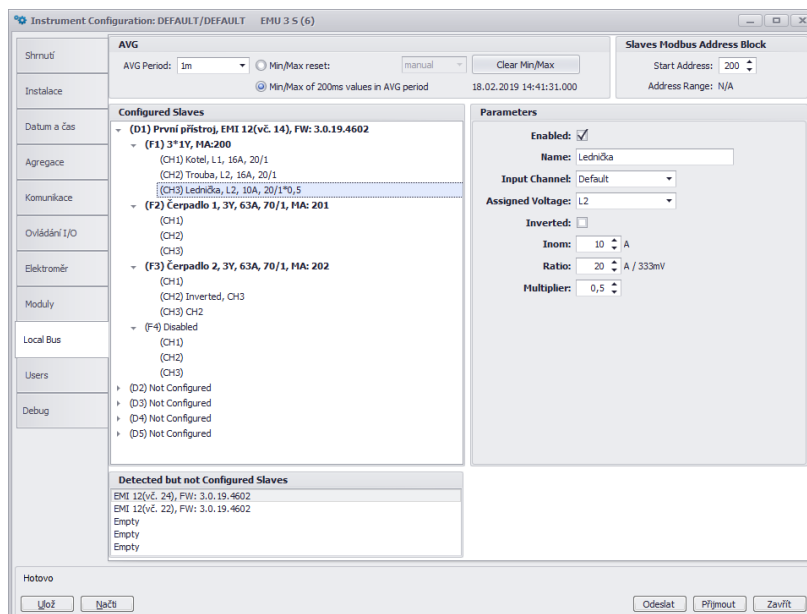 Instrument Configuration: DEFAULT/DEFAULT EMU 3 S (6)
Shrnutí
Instalace
Datum a čas
Agregace
Komunikace
Ovládání I/O
Elektroměr
Moduly
Local Bus
Users
Debug
AVG
AVG Period: 1m Min/Max reset: manual Clear Min/Max
Min/Max of 200ms values in AVG period 18.02.2019 14:41:31.000
Slaves Modbus Address Block
Start Address: 200
Address Range: N/A
Configured Slaves
(D1) První přístroj, EMI 12(vč. 14), FW: 3.0.19.4602
(F1) 3*1Y, MA:200
(CH1) Kotel, L1, 16A, 20/1
(CH2) Trouba, L2, 16A, 20/1
(CH3) Lednička, L2, 10A, 20/1*0,5
(F2) Čerpadlo 1, 3Y, 63A, 70/1, MA: 201
(CH1)
(CH2)
(CH3)
(F3) Čerpadlo 2, 3Y, 63A, 70/1, MA: 202
(CH1)
(CH2) Inverted, CH3
(CH3) CH2
(F4) Disabled
(CH1)
(CH2)
(CH3)
(D2) Not Configured
(D3) Not Configured
(D4) Not Configured
(D5) Not Configured
Parameters
Enabled:
Name: Lednička
Input Channel: Default
Assigned Voltage: L2
Inverted:
Inom: 10 A
Ratio: 20 A / 333mV
Multiplier: 0,5
Detected but not Configured Slaves
EMI 12(vč. 24), FW: 3.0.19.4602
EMI 12(vč. 22), FW: 3.0.19.4602
Empty
Empty
Empty
Hotovo
Ulož Načti Odeslat Přijmout Zavřít